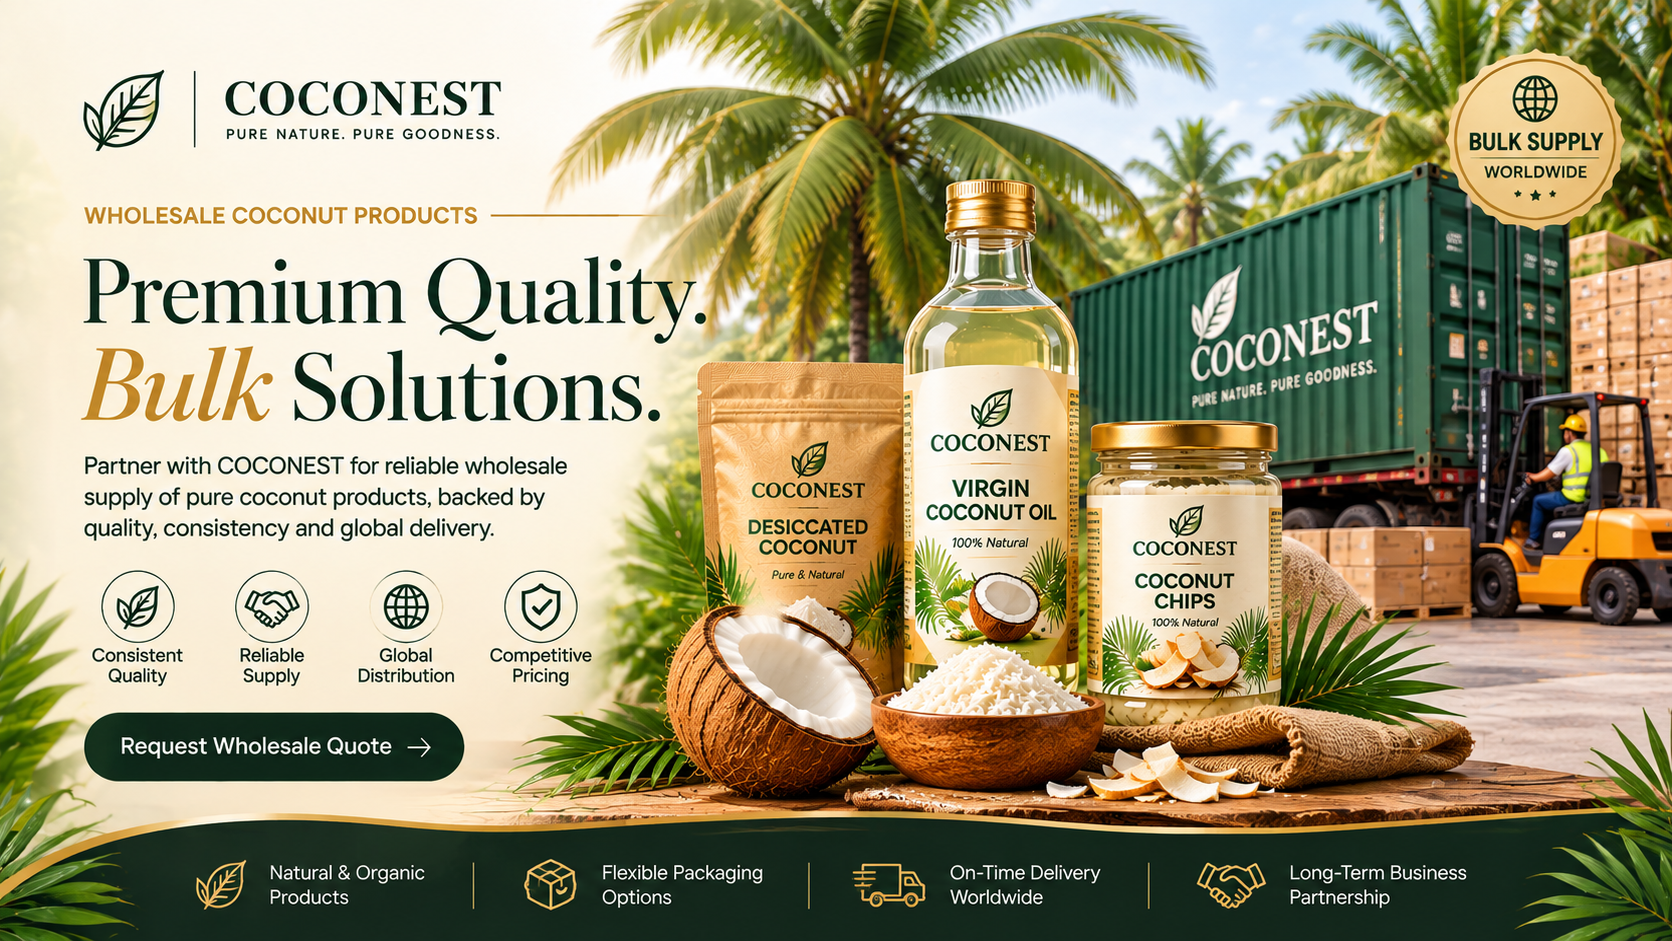 COCONEST
PURE NATURE. PURE GOODNESS.
WHOLESALE COCONUT PRODUCTS
Premium Quality.
Bulk Solutions.
Partner with COCONEST for reliable wholesale
supply of pure coconut products, backed by
quality, consistency and global delivery.
Consistent
Quality
Reliable
Supply
Global
Distribution
Competitive
Pricing
Request Wholesale Quote
BULK SUPPLY
WORLDWIDE
COCONEST
PURE NATURE. PURE GOODNESS.
COCONEST
DESICCATED
COCONUT
Pure & Natural
COCONEST
VIRGIN
COCONUT OIL
100% Natural
COCONEST
COCONUT
CHIPS
100% Natural
Natural & Organic
Products
Flexible Packaging
Options
On-Time Delivery
Worldwide
Long-Term Business
Partnership